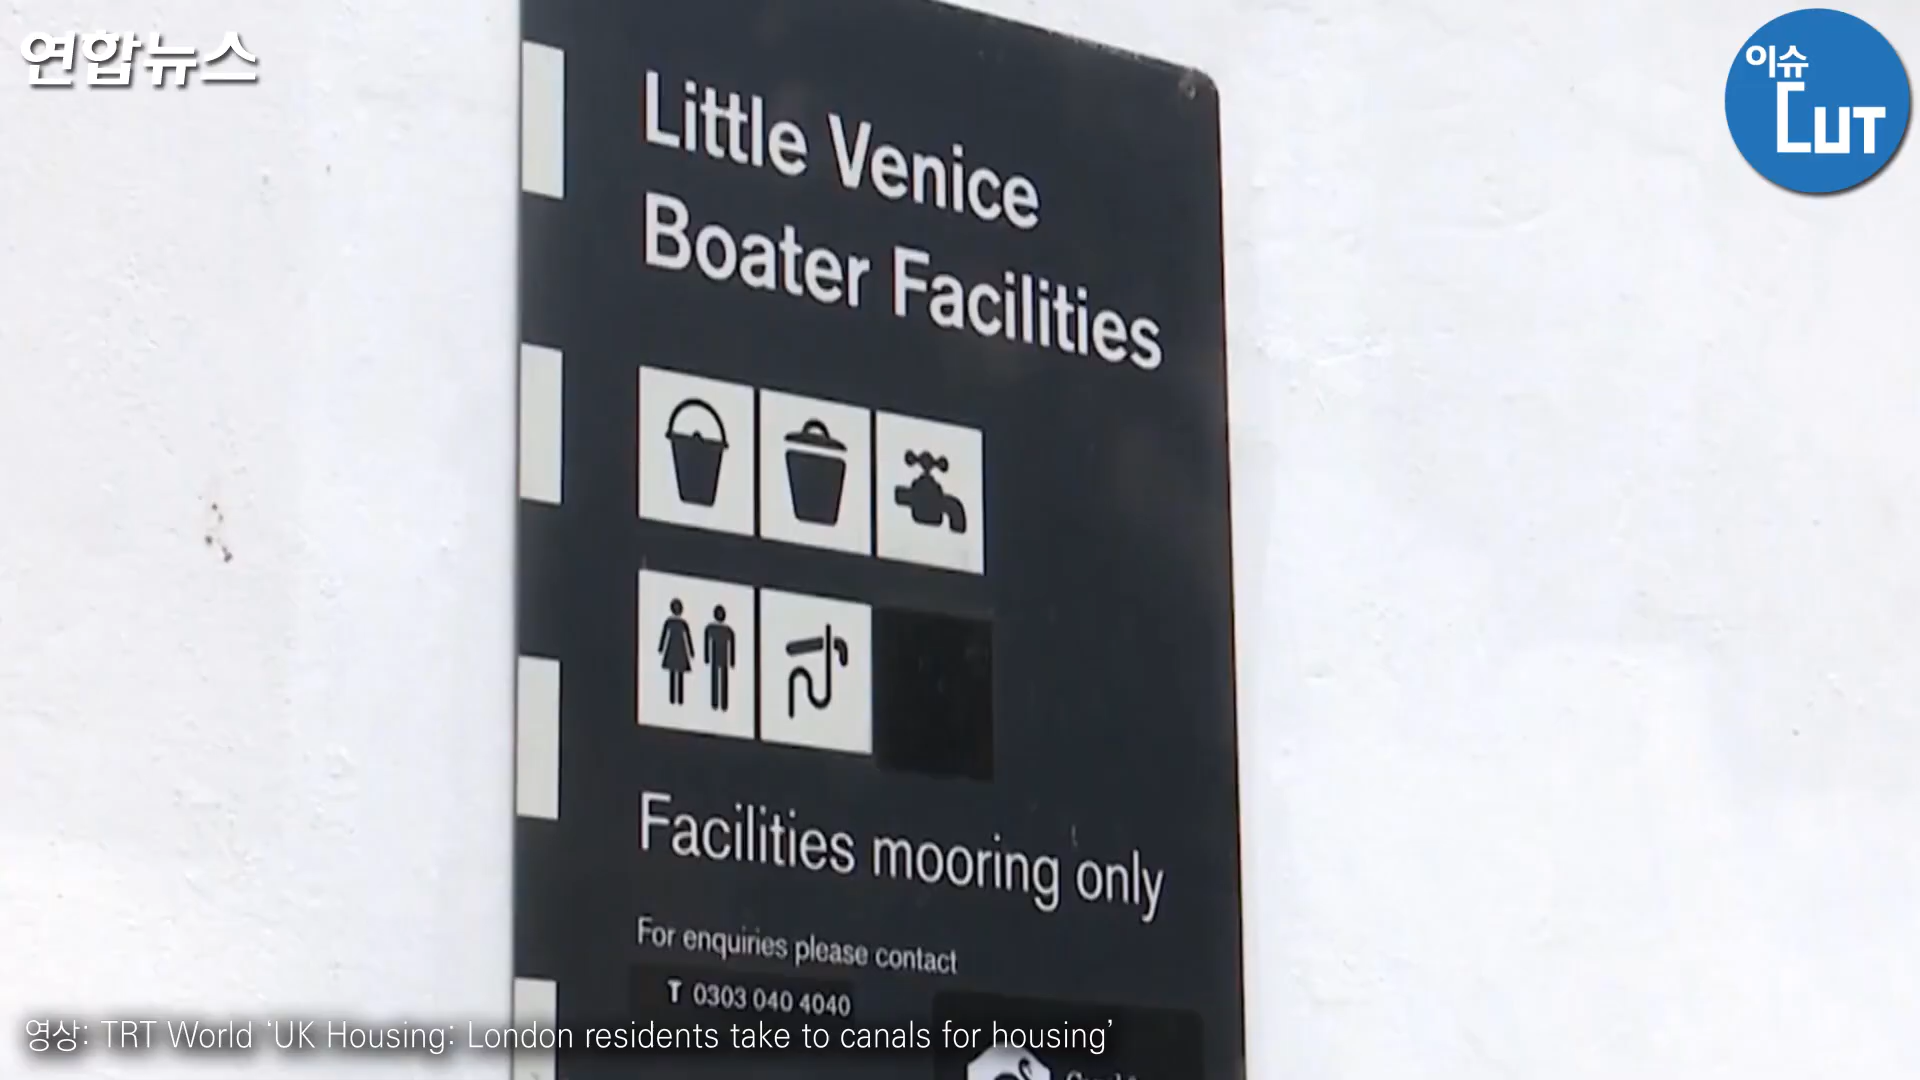 연합뉴스
이슈
CUT
Little Venice
Boater Facilities
Facilities mooring only
For enquiries please contact
T 0303 040 4040
영상: TRT World ‘UK Housing: London residents take to canals for housing’